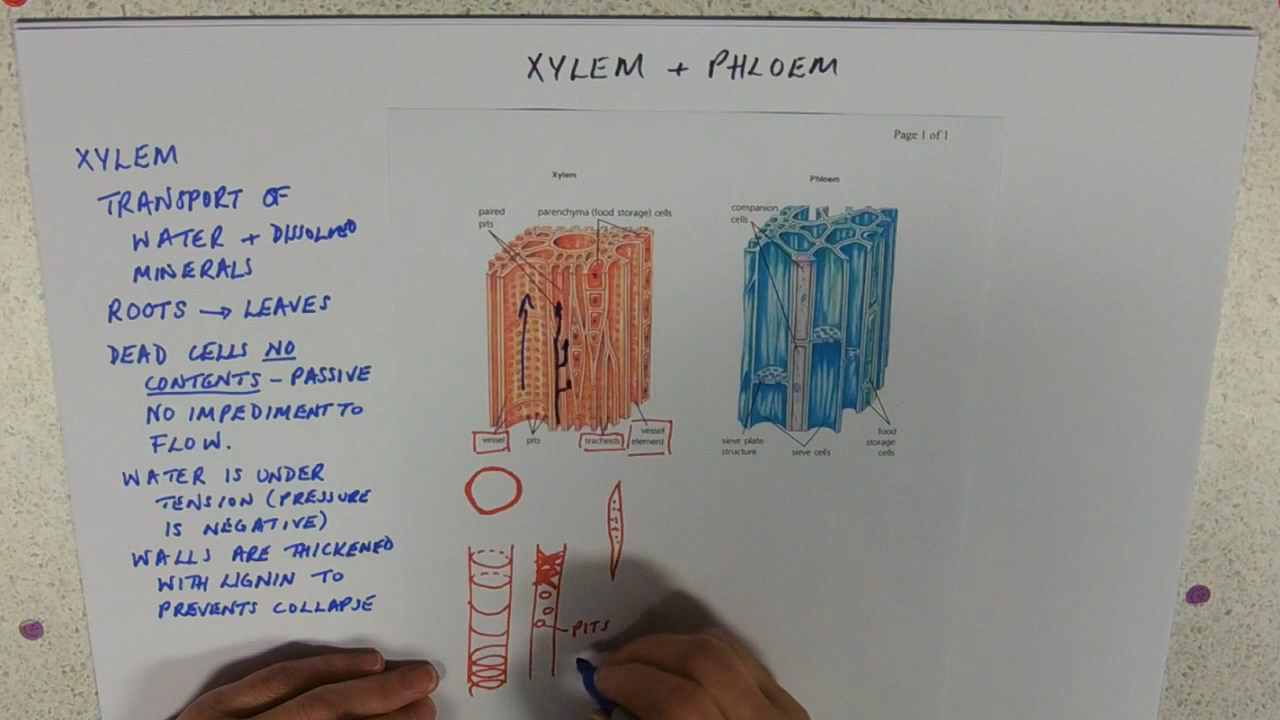 XYLEM + PHLOEM
Page 1 of 1
XYLEM
TRANSPORT OF
WATER + DISSOLVED
MINERALS
ROOTS → LEAVES
DEAD CELLS NO
CONTENTS - PASSIVE
NO IMPEDIMENT TO
FLOW.
WATER IS UNDER
TENSION (PRESSURE
IS NEGATIVE)
WALLS ARE THICKENED
WITH LIGNIN TO
PREVENTS COLLAPSE
Xylem
paired
pits
parenchyma (food storage) cells
vessel
pits
tracheids
vessel
element
PITS
Phloem
companion
cells
sieve plate
structure
sieve cells
food
storage
cells